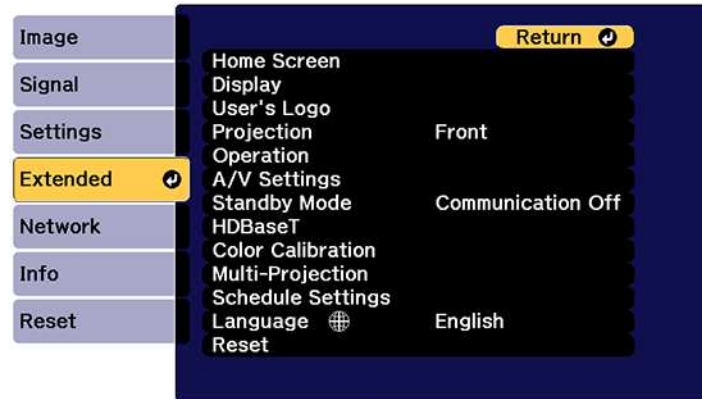 Image
Signal
Settings
Extended
Network
Info
Reset
Return
Home Screen
Display
User's Logo
Projection Front
Operation
A/V Settings
Standby Mode Communication Off
HDBaseT
Color Calibration
Multi-Projection
Schedule Settings
Language English
Reset